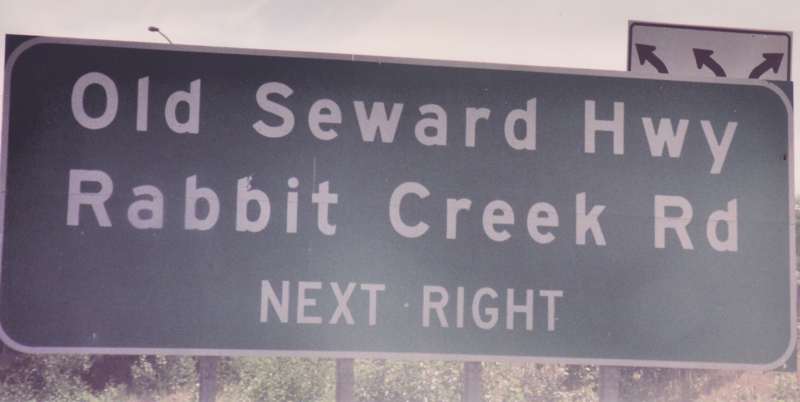 Old Seward Hwy
Rabbit Creek Rd
NEXT RIGHT